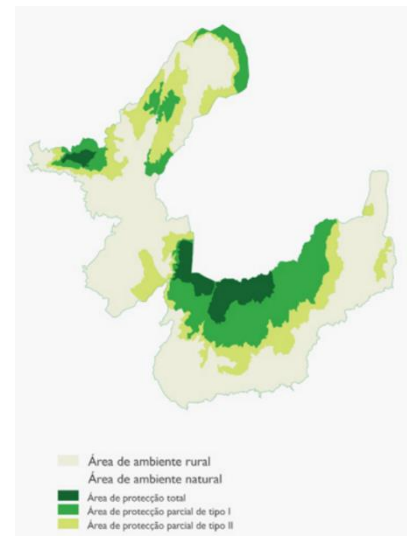 Área de ambiente rural
Área de ambiente natural
Área de protecção total
Área de protecção parcial de tipo I
Área de protecção parcial de tipo II